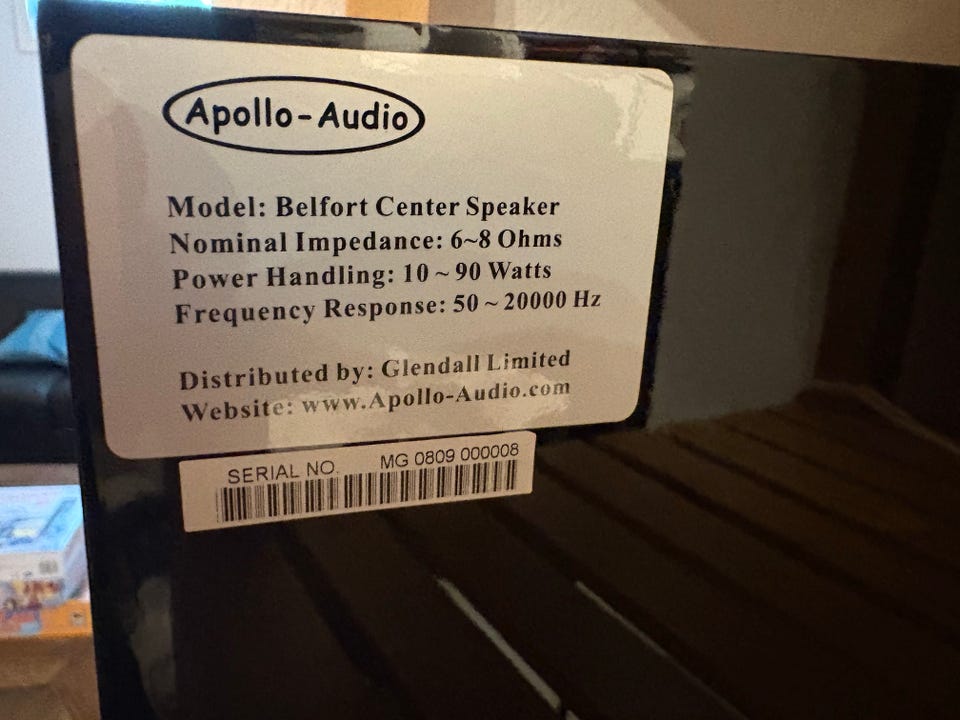 Apollo-Audio
Model: Belfort Center Speaker
Nominal Impedance: 6~8 Ohms
Power Handling: 10 ~ 90 Watts
Frequency Response: 50 ~ 20000 Hz
Distributed by: Glendall Limited
Website: www.Apollo-Audio.com
SERIAL NO. MG 0809 000008